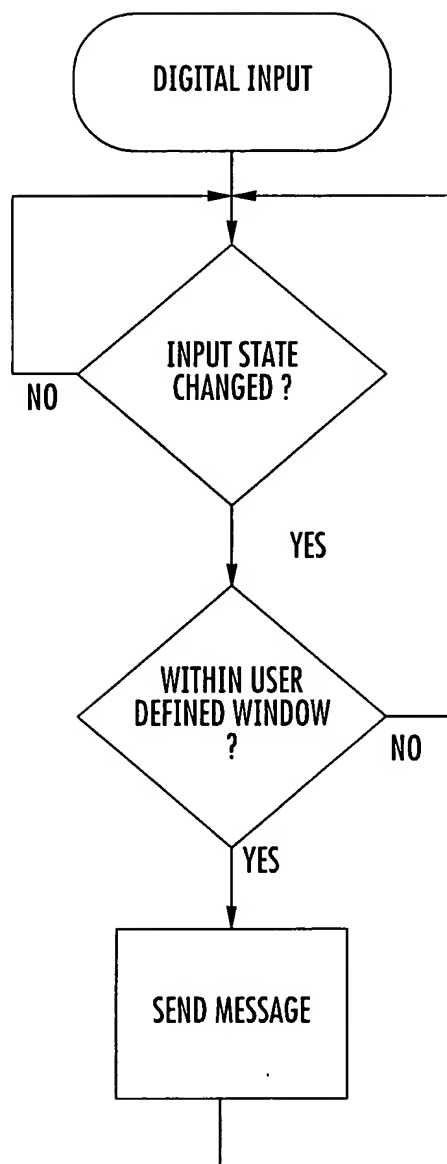 DIGITAL INPUT
INPUT STATE
CHANGED ?
NO
YES
WITHIN USER
DEFINED WINDOW
?
NO
YES
SEND MESSAGE